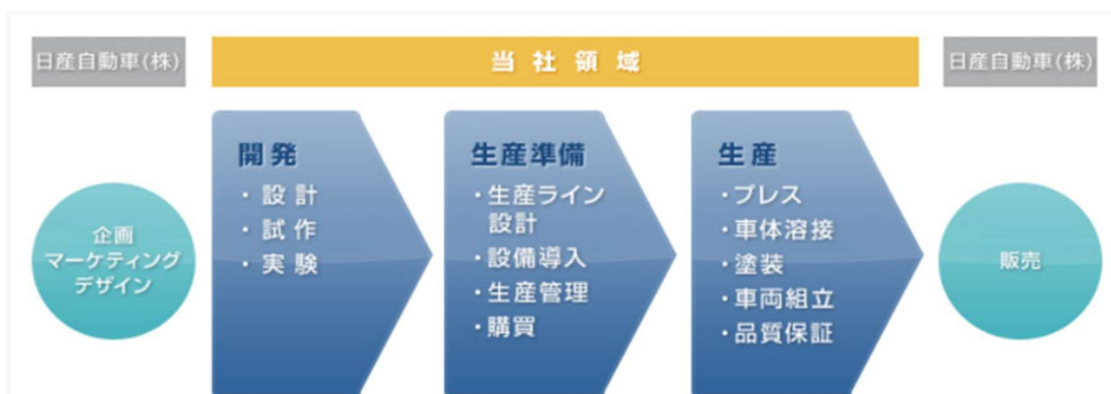 日産自動車(株)
当社領域
日産自動車(株)
企画
マーケティング
デザイン
開発
・設計
・試作
・実験
生産準備
・生産ライン
設計
・設備導入
・生産管理
・購買
生産
・プレス
・車体溶接
・塗装
・車両組立
・品質保証
販売